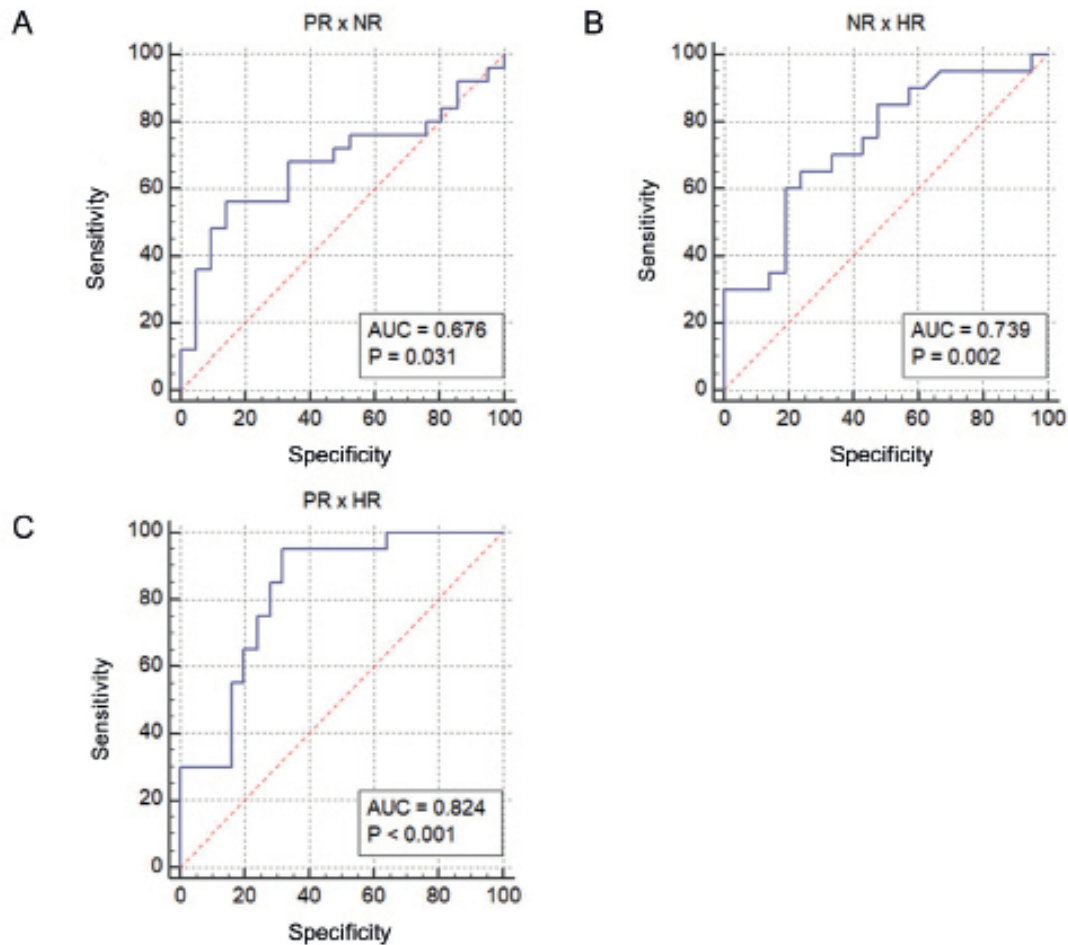 A
PR x NR
100
80
60
40
20
0
Sensitivity
AUC = 0.676
P = 0.031
0 20 40 60 80 100
Specificity
B
NR x HR
100
80
60
40
20
0
Sensitivity
AUC = 0.739
P = 0.002
0 20 40 60 80 100
Specificity
C
PR x HR
100
80
60
40
20
0
Sensitivity
AUC = 0.824
P < 0.001
0 20 40 60 80 100
Specificity